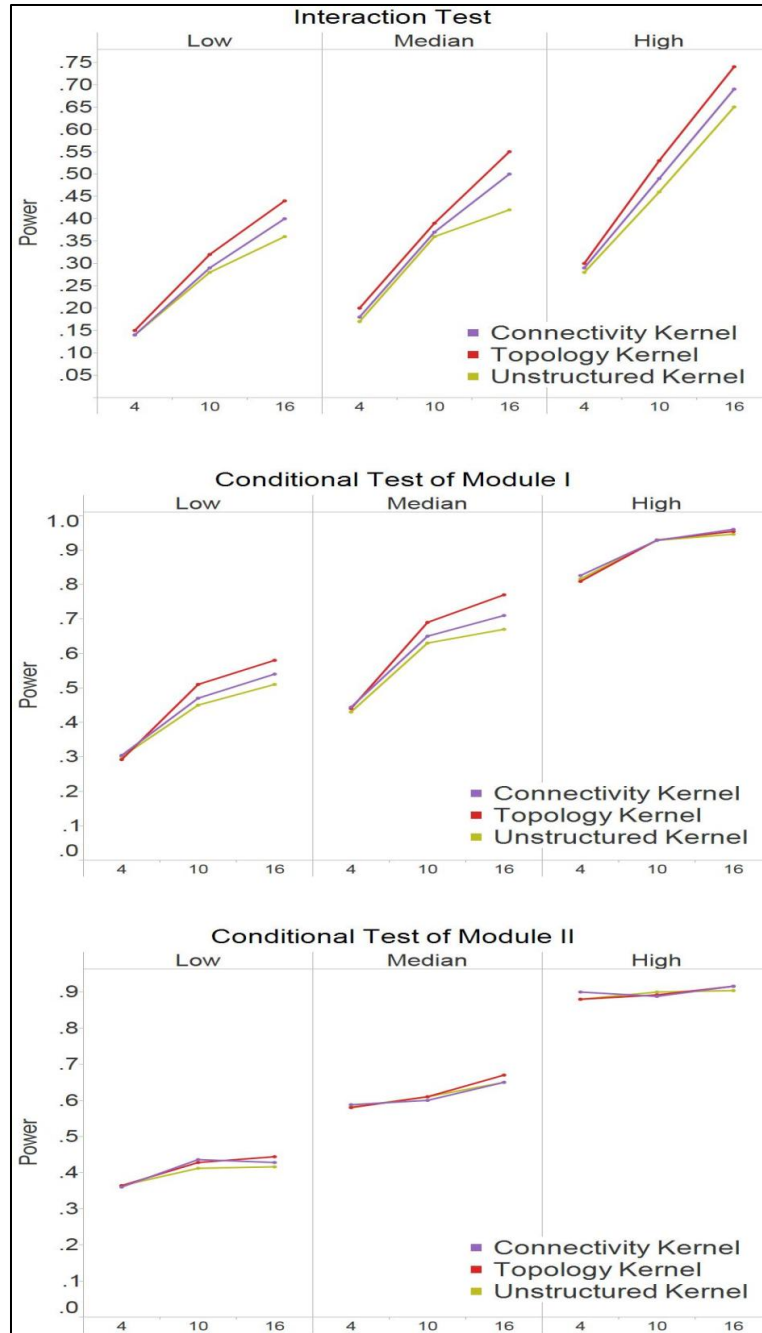 Interaction Test
Low Median High
.75
.70
.65
.60
.55
.50
.45
.40
.35
.30
.25
.20
.15
.10
.05
Power
Connectivity Kernel
Topology Kernel
Unstructured Kernel
4 10 16 4 10 16 4 10 16
Conditional Test of Module I
Low Median High
1.0
.9
.8
.7
.6
.5
.4
.3
.2
.1
.0
Power
Connectivity Kernel
Topology Kernel
Unstructured Kernel
4 10 16 4 10 16 4 10 16
Conditional Test of Module II
Low Median High
.9
.8
.7
.6
.5
.4
.3
.2
.1
.0
Power
Connectivity Kernel
Topology Kernel
Unstructured Kernel
4 10 16 4 10 16 4 10 16